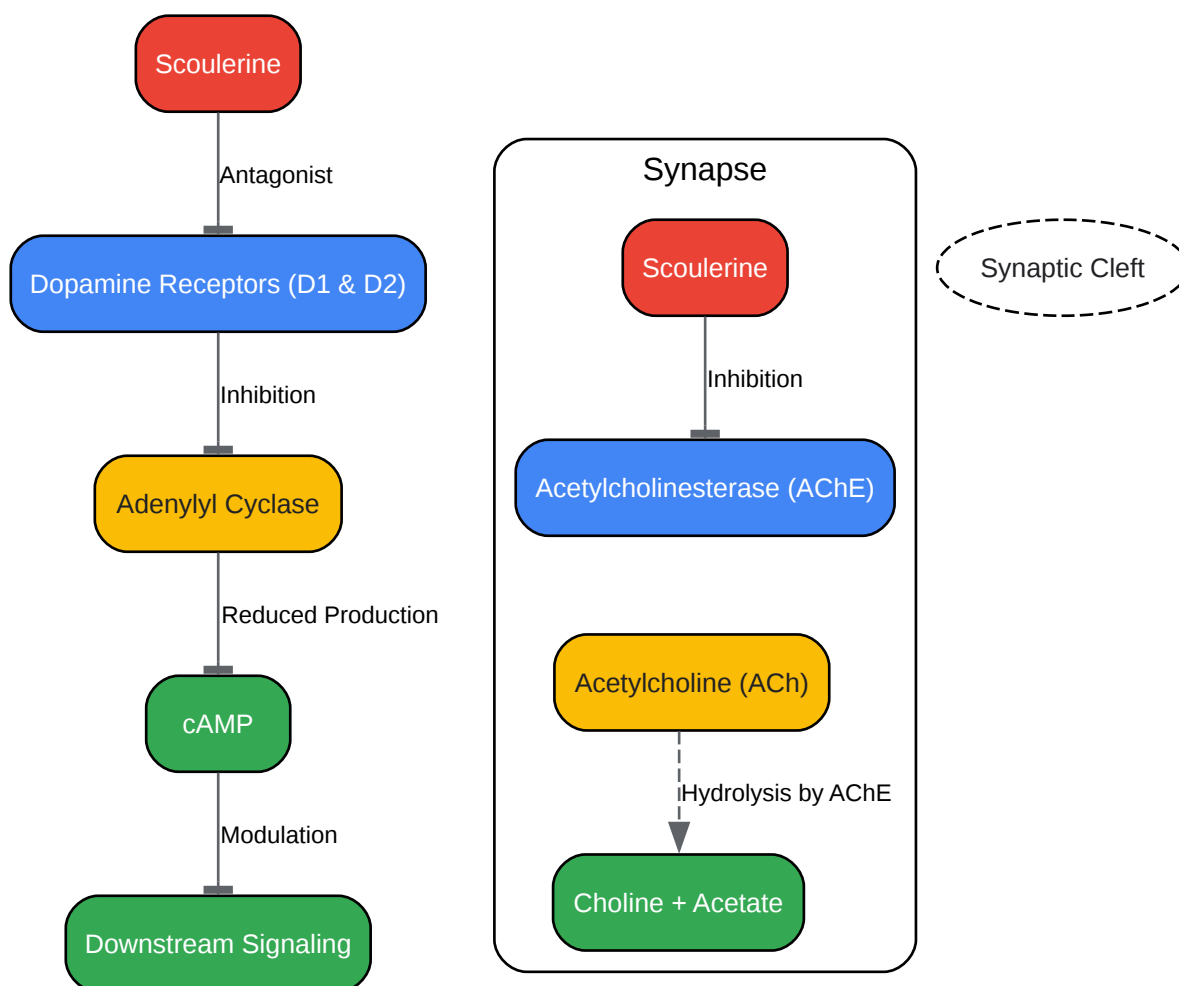 Scoulerine
Antagonist
Dopamine Receptors (D1 & D2)
Inhibition
Adenylyl Cyclase
Reduced Production
cAMP
Modulation
Downstream Signaling
Synapse
Scoulerine
Inhibition
Acetylcholinesterase (AChE)
Acetylcholine (ACh)
Hydrolysis by AChE
Choline + Acetate
Synaptic Cleft